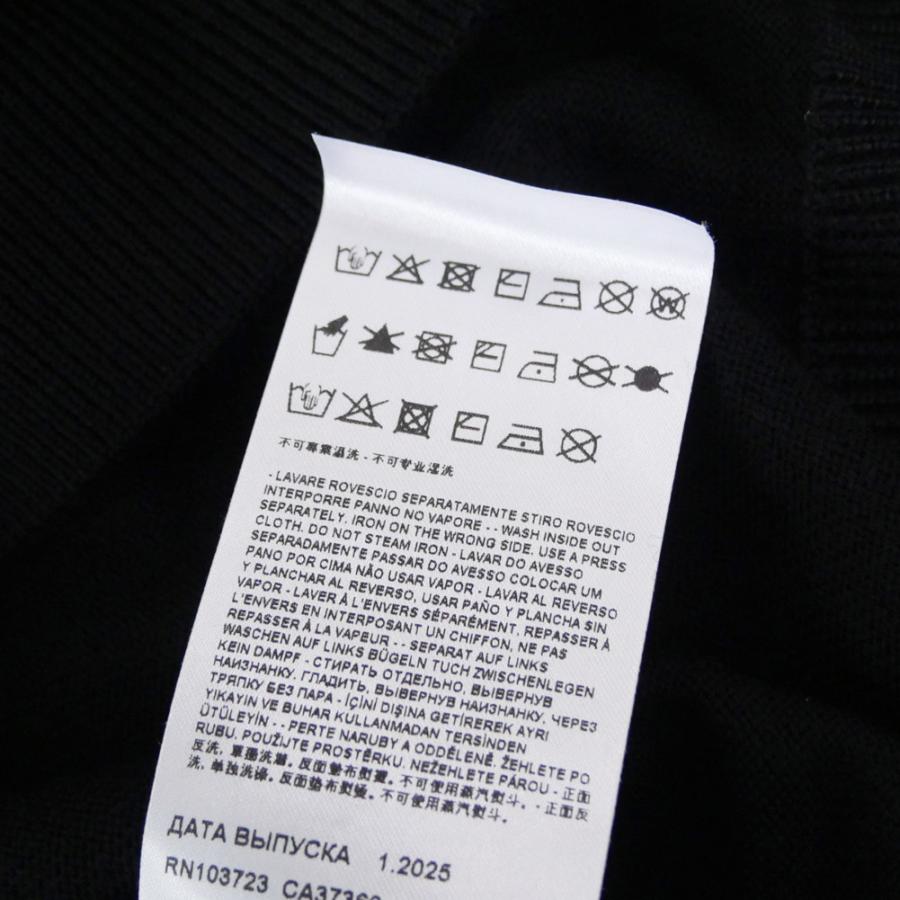 W
不可專業濕洗 - 不可专业湿洗
- LAVARE ROVESCIO SEPARATAMENTE STIRO ROVESCIO
INTERPORRE PANNO NO VAPORE - - WASH INSIDE OUT
SEPARATELY. IRON ON THE WRONG SIDE. USE A PRESS
CLOTH. DO NOT STEAM IRON - LAVAR DO AVESSO
SEPARADAMENTE PASSAR DO AVESSO COLOCAR UM
PANO POR CIMA NÃO USAR VAPOR - LAVAR AL REVERSO
Y PLANCHAR AL REVERSO, USAR PAÑO Y PLANCHA SIN
VAPOR - LAVER À L'ENVERS SÉPARÉMENT. REPASSER À
L'ENVERS EN INTERPOSANT UN CHIFFON, NE PAS
REPASSER À LA VAPEUR - - SEPARAT AUF LINKS
WASCHEN AUF LINKS BÜGELN TUCH ZWISCHENLEGEN
KEIN DAMPF - СТИРАТЬ ОТДЕЛЬНО, ВЫВЕРНУВ
НАИЗНАНКУ. ГЛАДИТЬ, ВЫВЕРНУВ НАИЗНАНКУ, ЧЕРЕЗ
ТРЯПКУ БЕЗ ПАРА - İÇİNİ DIŞINA GETİREREK AYRI
YIKAYIN VE BUHAR KULLANMADAN TERSİNDEN
ÜTÜLEYİN - - PERTE NARUBY A ODDĚLENĚ. ŽEHLETE PO
RUBU. POUŽIJTE PROSTĚRKU. NEŽEHLETE PÁROU - 正面
反洗, 單獨洗滌. 反面墊布熨燙. 不可使用蒸汽熨斗. - 正面反
洗, 单独洗涤. 反面垫布熨烫. 不可使用蒸汽熨斗.
ДАТА ВЫПУСКА 1.2025
RN103723